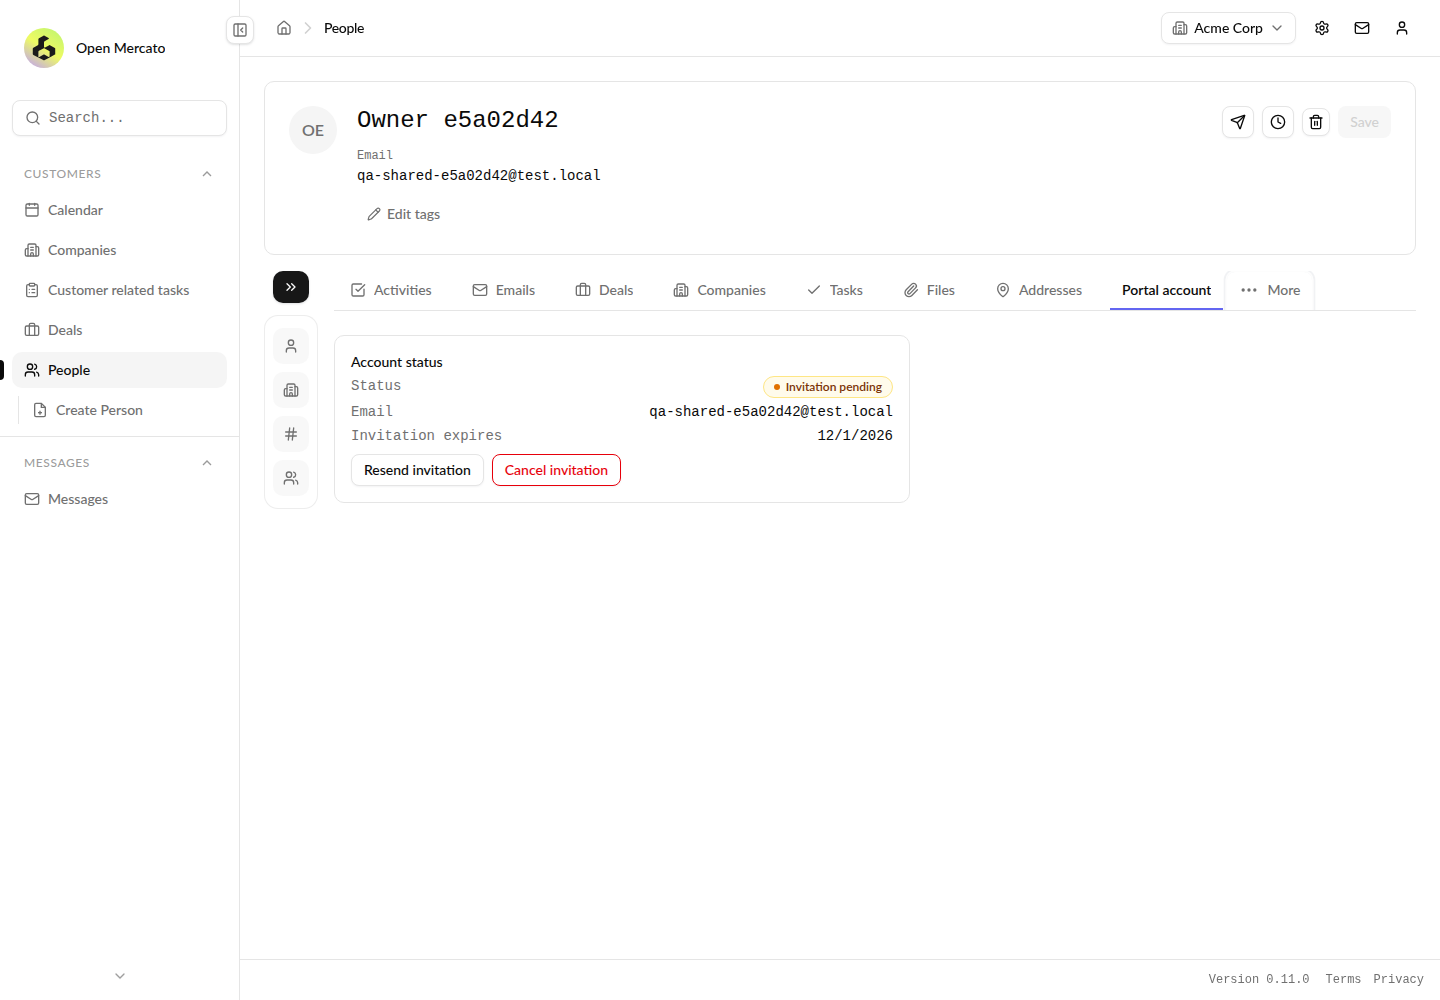 Open Mercato
Search...
CUSTOMERS
Calendar
Companies
Customer related tasks
Deals
People
Create Person
MESSAGES
Messages
People
Acme Corp
OE
Owner e5a02d42
Email
qa-shared-e5a02d42@test.local
Edit tags
Save
Activities
Emails
Deals
Companies
Tasks
Files
Addresses
Portal account
More
Account status
Status
Invitation pending
Email
qa-shared-e5a02d42@test.local
Invitation expires
12/1/2026
Resend invitation
Cancel invitation
Version 0.11.0
Terms
Privacy